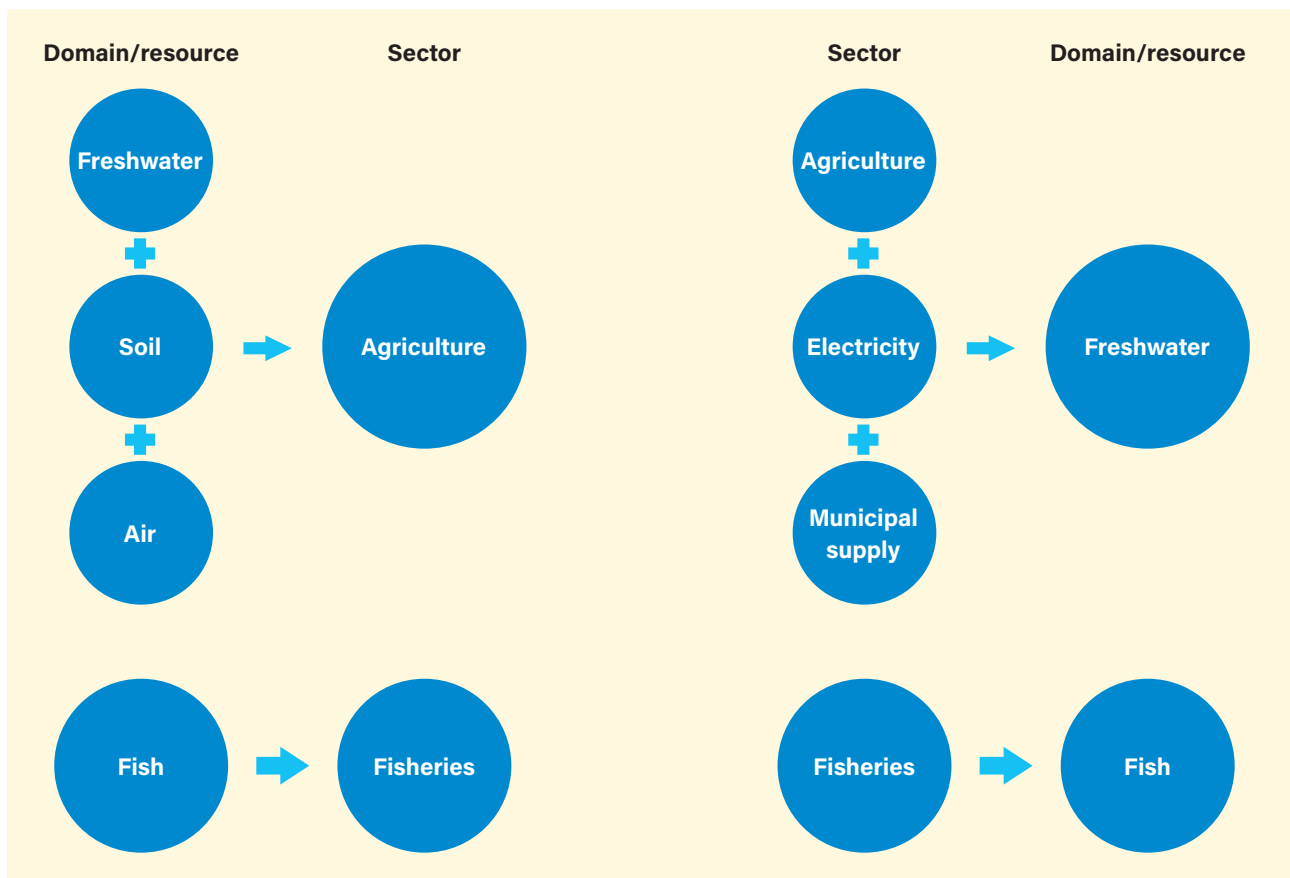 Domain/resource
Sector
Freshwater
Soil
Agriculture
Air
Fish
Fisheries
Sector
Domain/resource
Agriculture
Electricity
Freshwater
Municipal
supply
Fisheries
Fish